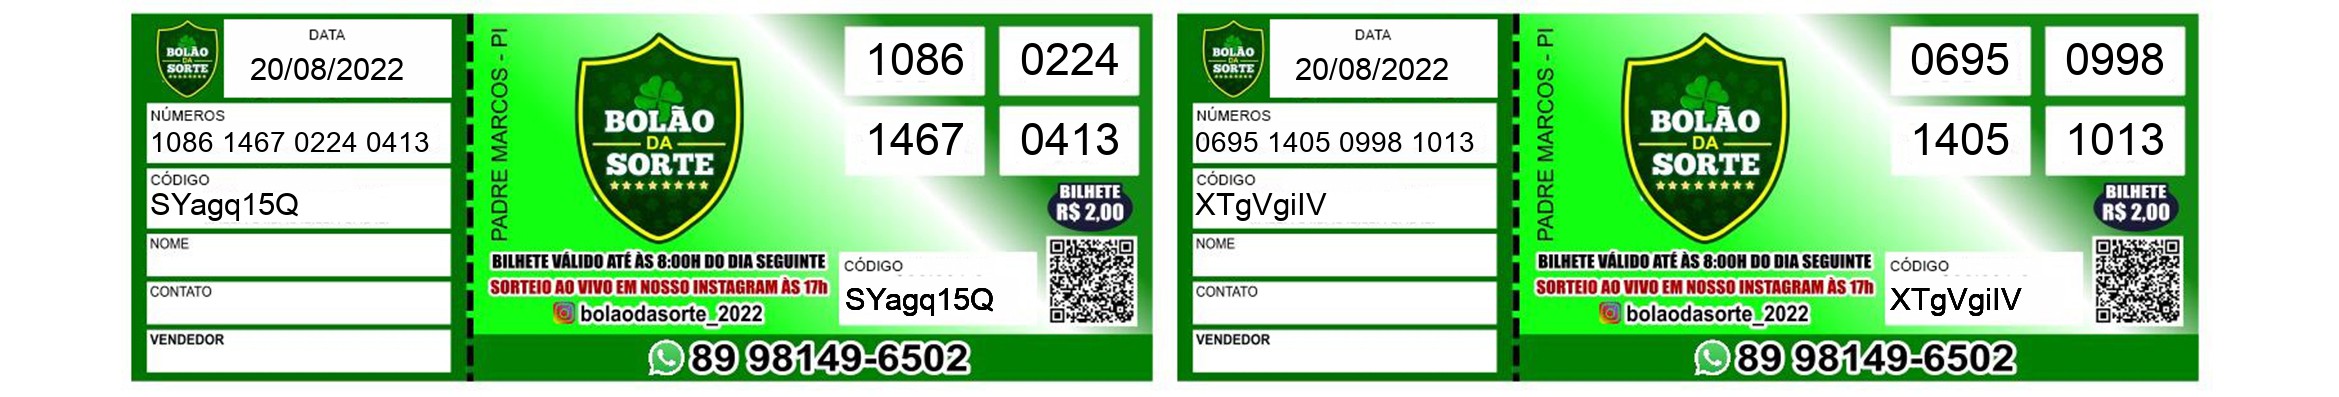 BOLÃO
DA
SORTE
DATA
20/08/2022
NÚMEROS
1086 1467 0224 0413
CÓDIGO
SYagq15Q
NOME
CONTATO
VENDEDOR
PADRE MARCOS - PI
BOLÃO
DA
SORTE
1086 0224
1467 0413
BILHETE
R$ 2,00
BILHETE VÁLIDO ATÉ ÀS 8:00H DO DIA SEGUINTE
SORTEIO AO VIVO EM NOSSO INSTAGRAM ÀS 17h
bolaodasorte_2022
CÓDIGO
SYagq15Q
89 98149-6502
BOLÃO
DA
SORTE
DATA
20/08/2022
NÚMEROS
0695 1405 0998 1013
CÓDIGO
XTgVgiIV
NOME
CONTATO
VENDEDOR
PADRE MARCOS - PI
BOLÃO
DA
SORTE
0695 0998
1405 1013
BILHETE
R$ 2,00
BILHETE VÁLIDO ATÉ ÀS 8:00H DO DIA SEGUINTE
SORTEIO AO VIVO EM NOSSO INSTAGRAM ÀS 17h
bolaodasorte_2022
CÓDIGO
XTgVgiIV
89 98149-6502